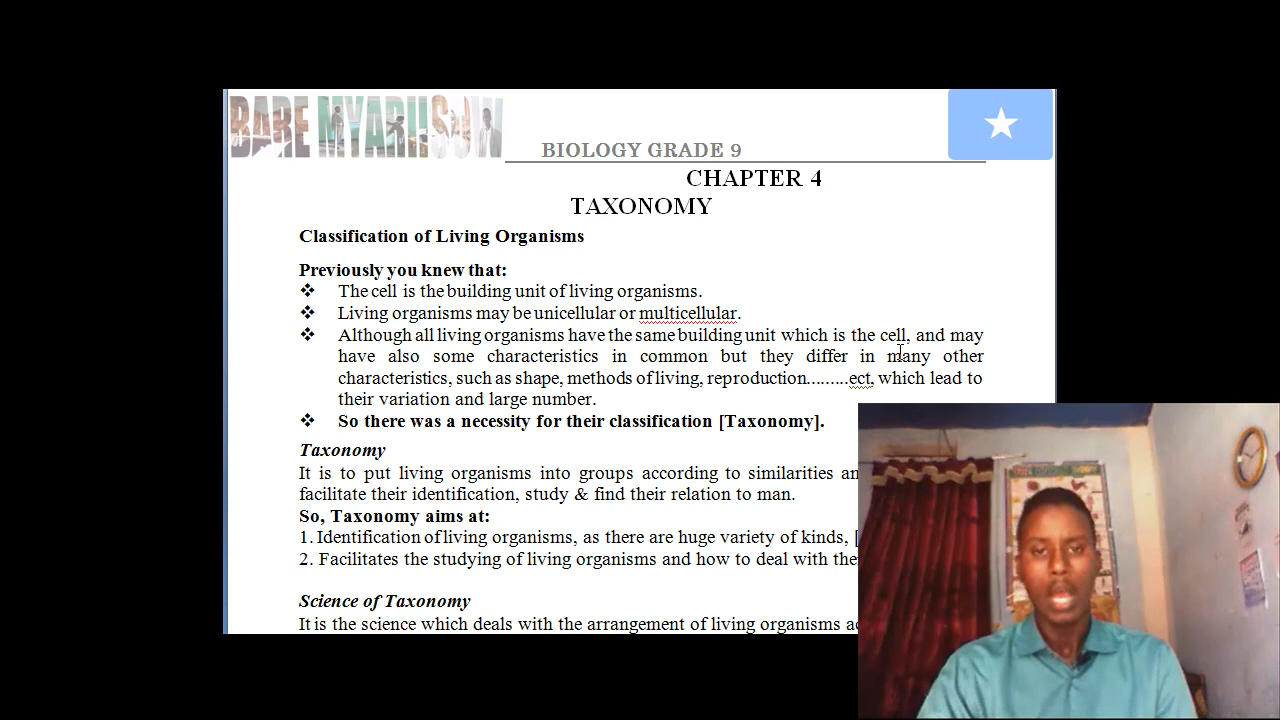 BARE MYARE SOW
BIOLOGY GRADE 9
CHAPTER 4
TAXONOMY
Classification of Living Organisms
Previously you knew that:
❖ The cell is the building unit of living organisms.
❖ Living organisms may be unicellular or multicellular.
❖ Although all living organisms have the same building unit which is the cell, and may
have also some characteristics in common but they differ in many other
characteristics, such as shape, methods of living, reproduction.........ect, which lead to
their variation and large number.
❖ So there was a necessity for their classification [Taxonomy].
Taxonomy
It is to put living organisms into groups according to similarities
facilitate their identification, study & find their relation to man.
So, Taxonomy aims at:
1. Identification of living organisms, as there are huge variety of kinds, [
2. Facilitates the studying of living organisms and how to deal with
Science of Taxonomy
It is the science which deals with the arrangement of living organisms